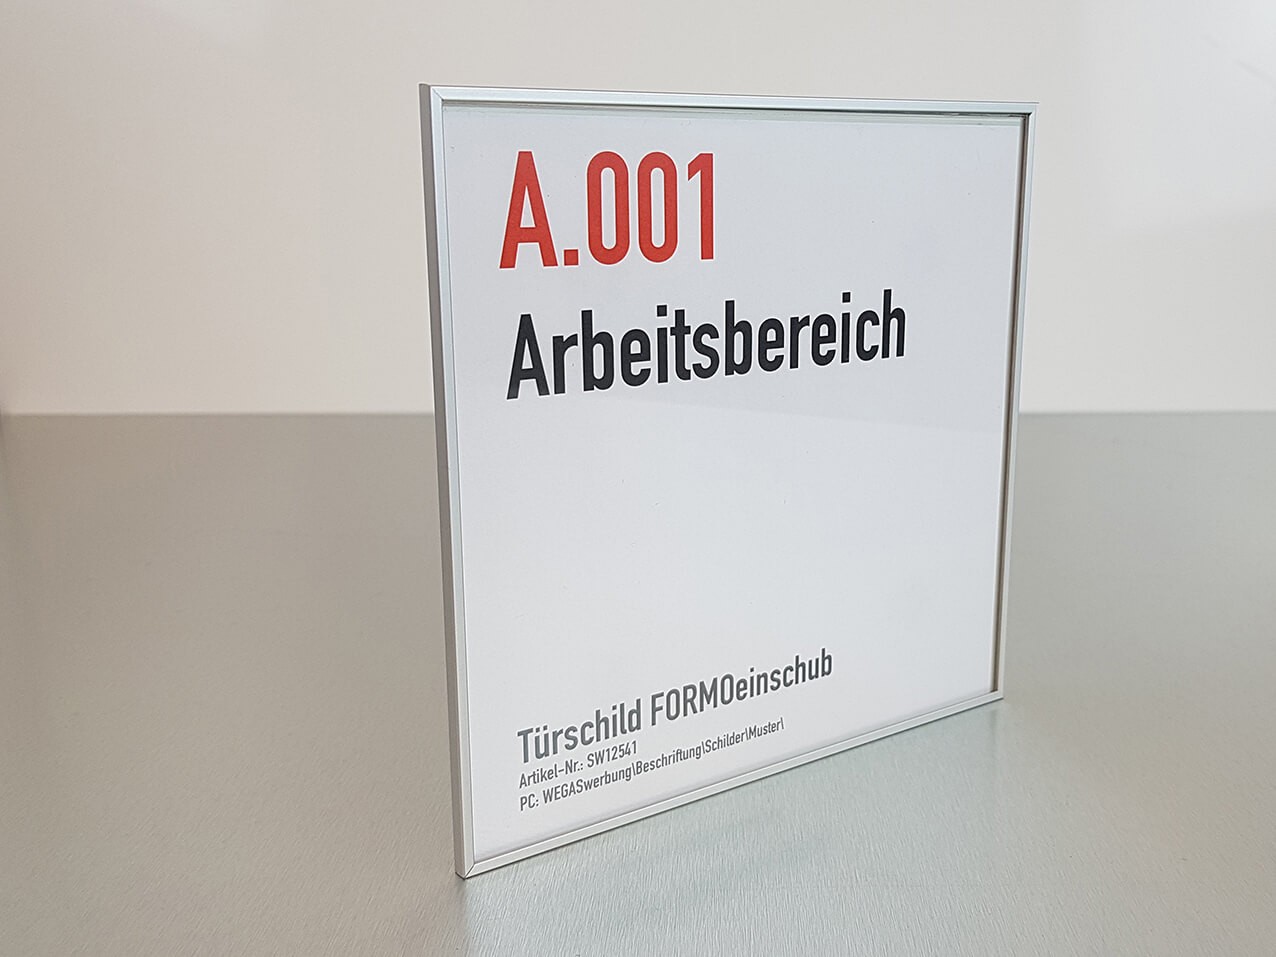 A.001
Arbeitsbereich
Türschild FORMOeinschub
Artikel-Nr.: SW12541
PC: WEGASwerbung\Beschriftung\Schilder\Muster\